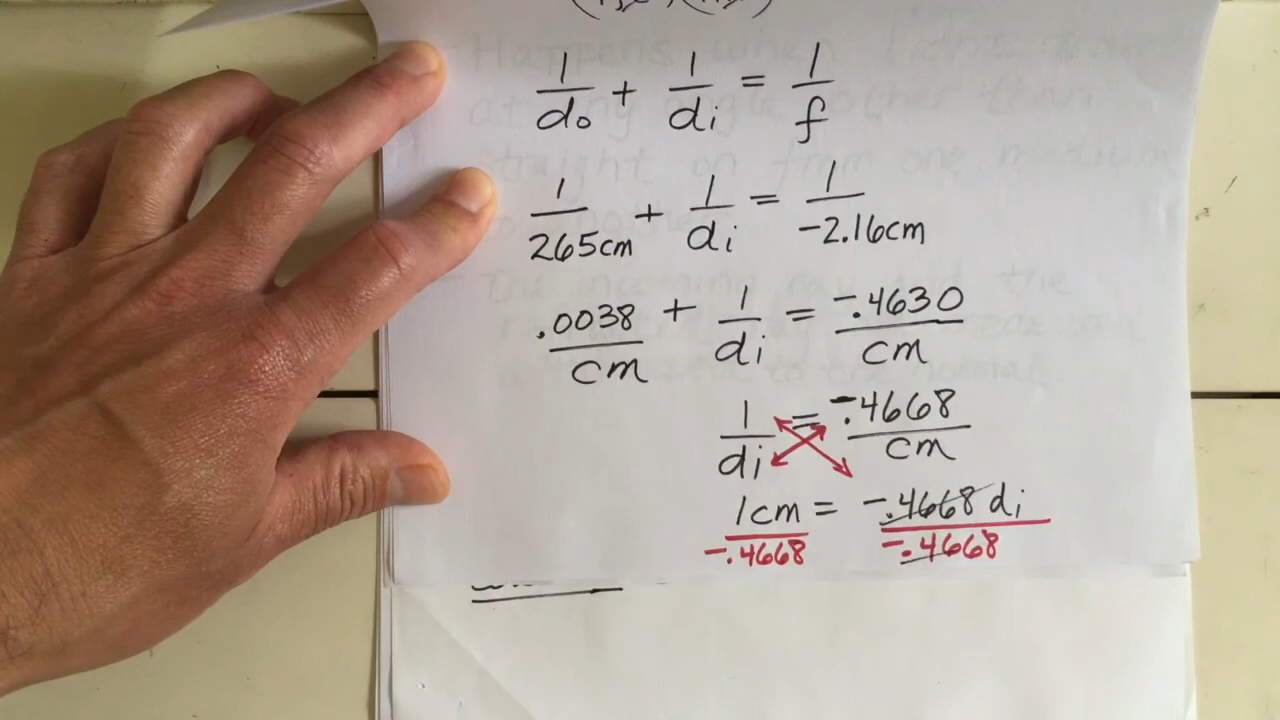 1/do + 1/di = 1/f
1/265cm + 1/di = 1/-2.16cm
.0038/cm + 1/di = -.4630/cm
1/di = -.4668/cm
1cm/-.4668 = -.4668 di/-.4668